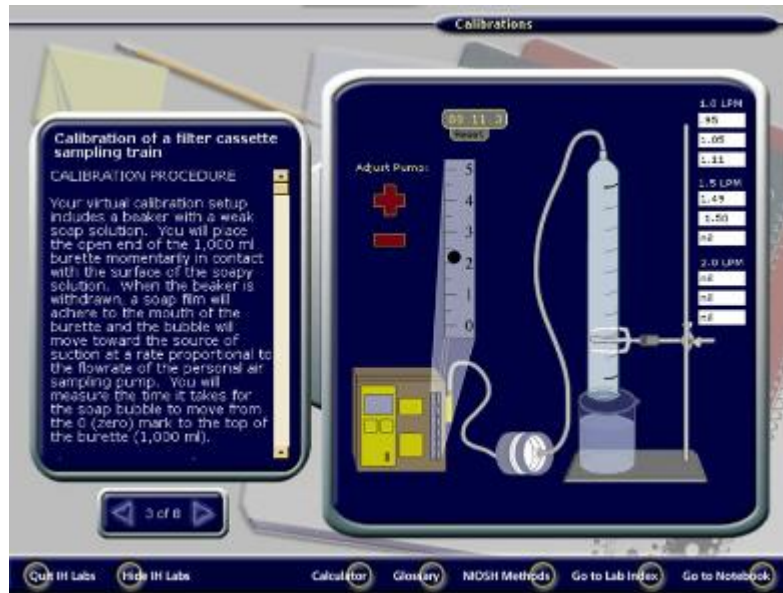 Calibrations
Calibration of a filter cassette
sampling train
CALIBRATION PROCEDURE
Your virtual calibration setup
includes a beaker with a weak
soap solution. You will place
the open end of the 1,000 ml
burette momentarily in contact
with the surface of the soapy
solution. When the beaker is
withdrawn, a soap film will
adhere to the mouth of the
burette and the bubble will
move toward the source of
suction at a rate proportional to
the flowrate of the personal air
sampling pump. You will
measure the time it takes for
the soap bubble to move from
the 0 (zero) mark to the top of
the burette (1,000 ml).
3 of 8
00 11 3
Reset
Adjust Pump:
5
4
3
2
1
0
1.0 LPM
.95
1.05
1.11
1.5 LPM
1.49
1.50
2.0 LPM
Quit IH Labs
Hide IH Labs
Calculator
Glossary
NIOSH Methods
Go to Lab Index
Go to Notebook